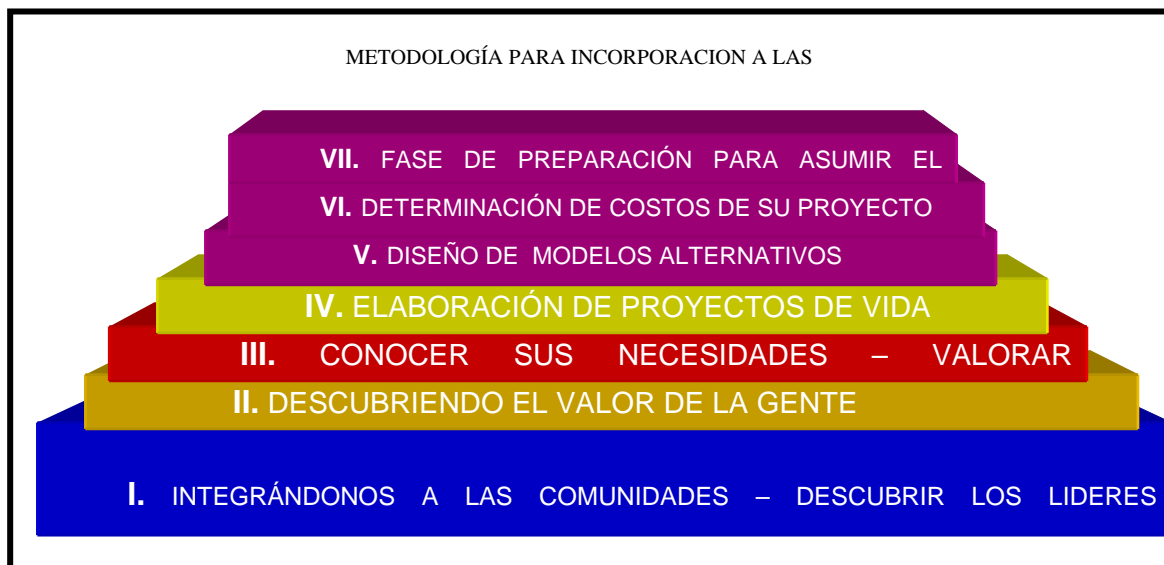 METODOLOGÍA PARA INCORPORACION A LAS
VII. FASE DE PREPARACIÓN PARA ASUMIR EL
VI. DETERMINACIÓN DE COSTOS DE SU PROYECTO
V. DISEÑO DE MODELOS ALTERNATIVOS
IV. ELABORACIÓN DE PROYECTOS DE VIDA
III. CONOCER SUS NECESIDADES – VALORAR
II. DESCUBRIENDO EL VALOR DE LA GENTE
I. INTEGRÁNDONOS A LAS COMUNIDADES – DESCUBRIR LOS LIDERES